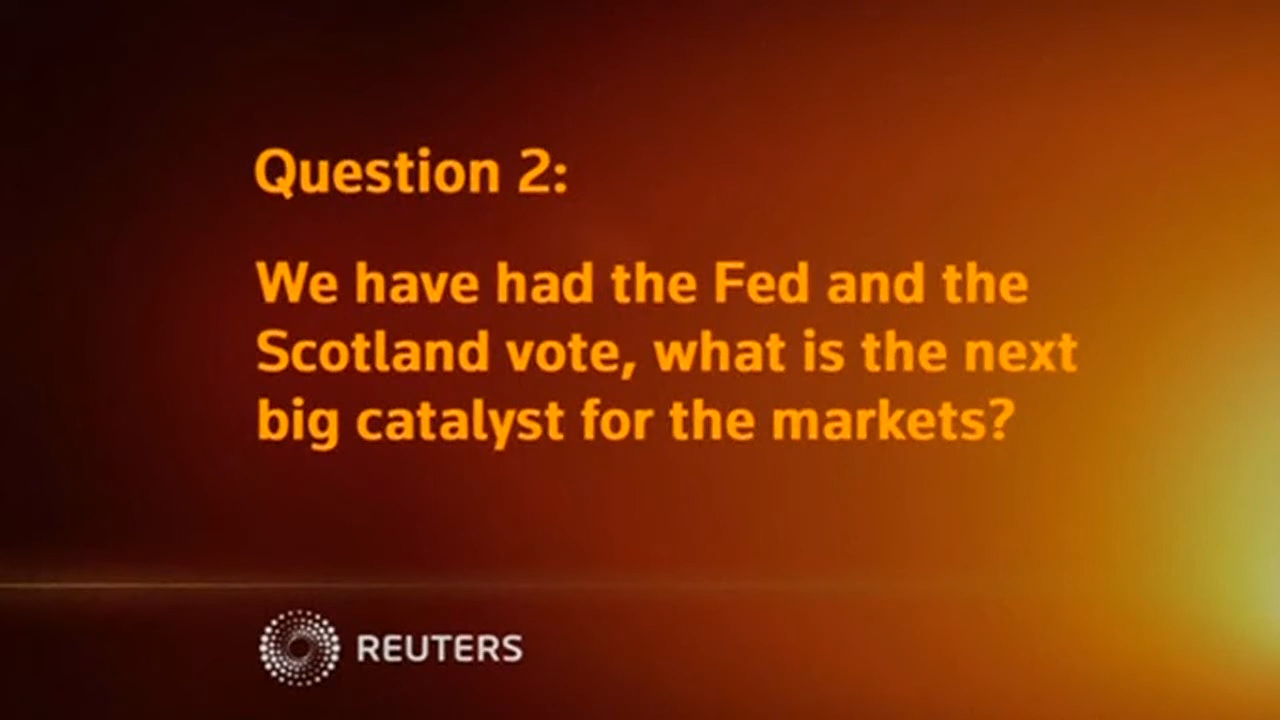 Question 2:
We have had the Fed and the
Scotland vote, what is the next
big catalyst for the markets?
REUTERS